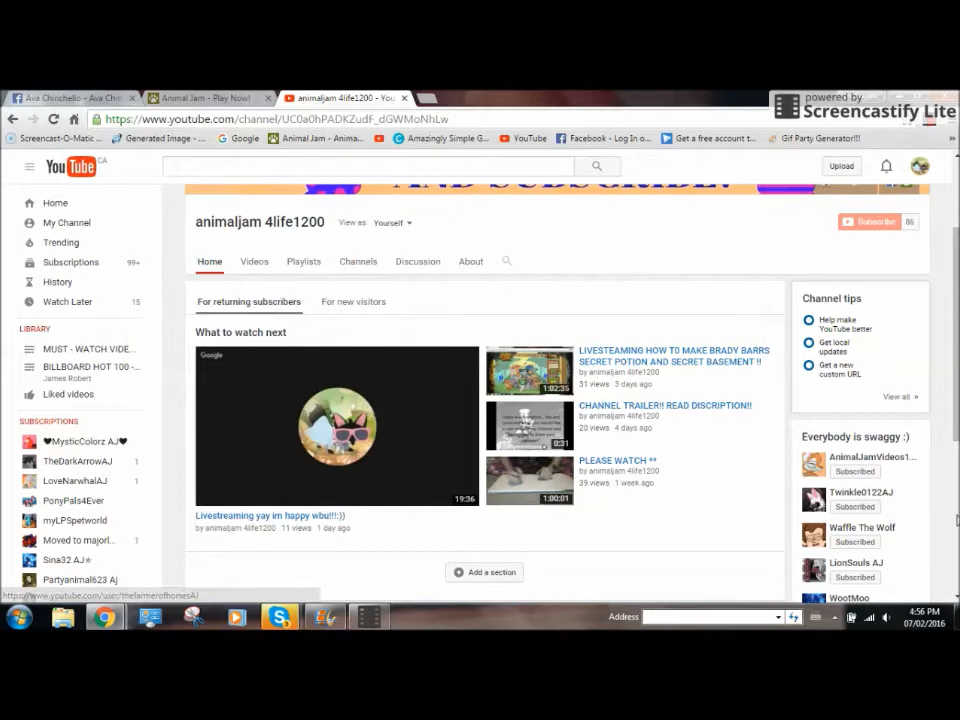 powered by
Screencastify Lite
Ava Chinchello - Ava Chin
Animal Jam - Play Now!
animaljam 4life1200 - You
https://www.youtube.com/channel/UC0a0hPADKZudF_dGWMoNhLw
Screencast-O-Matic ...
Generated Image - ...
Google
Animal Jam - Anima...
Amazingly Simple G...
YouTube
Facebook - Log In o...
Get a free account t...
Gif Party Generator!!!
YouTube CA
Upload
AND SUBSCRIBE!
Home
My Channel
Trending
Subscriptions 99+
History
Watch Later 15
LIBRARY
MUST - WATCH VIDE...
BILLBOARD HOT 100 -...
James Robert
Liked videos
SUBSCRIPTIONS
♥MysticColorz AJ♥
TheDarkArrowAJ 1
LoveNarwhalAJ 1
PonyPals4Ever
myLPSpetworld
Moved to majorl... 1
Sina32 AJ★
Partyanimal623 Aj
animaljam 4life1200
View as: Yourself
Subscribe 86
Home Videos Playlists Channels Discussion About
For returning subscribers
For new visitors
What to watch next
Google
19:36
Livestreaming yay im happy wbu!!!:))
by animaljam 4life1200 11 views 1 day ago
1:02:35
LIVESTEAMING HOW T0 MAKE BRADY BARRS
SECRET POTION AND SECRET BASEMENT !!
by animaljam 4life1200
31 views 3 days ago
0:31
CHANNEL TRAILER!! READ DISCRIPTION!!
by animaljam 4life1200
20 views 4 days ago
1:00:01
PLEASE WATCH **
by animaljam 4life1200
39 views 1 week ago
Add a section
Channel tips
Help make
YouTube better
Get local
updates
Get a new
custom URL
View all »
Everybody is swaggy :)
AnimalJamVideos1...
Subscribed
Twinkle0122AJ
Subscribed
Waffle The Wolf
Subscribed
LionSouls AJ
Subscribed
WootMoo
https://www.youtube.com/user/thefarmerofhorsesAJ
Address
4:56 PM
07/02/2016